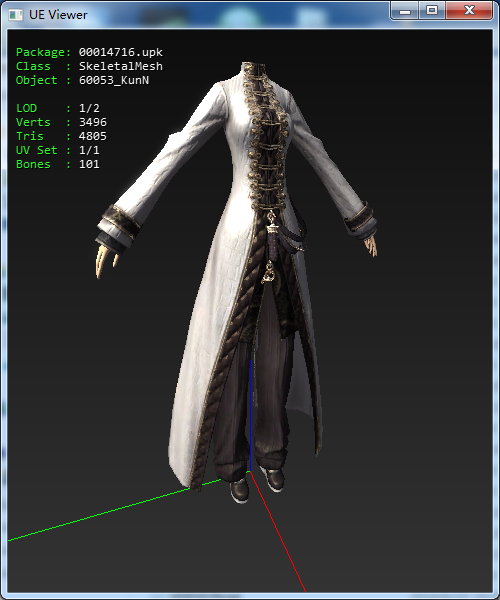 UE Viewer
Package: 00014716.upk
Class : SkeletalMesh
Object : 60053_KunN
LOD : 1/2
Verts : 3496
Tris : 4805
UV Set : 1/1
Bones : 101